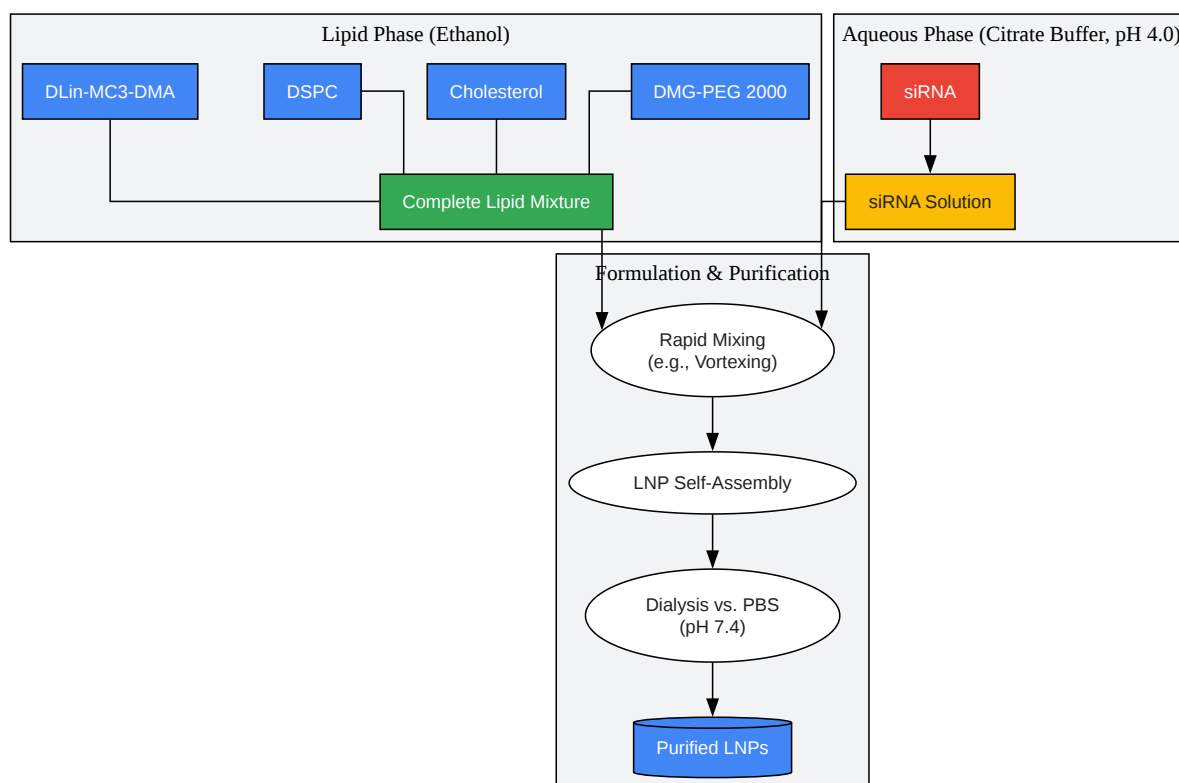 Lipid Phase (Ethanol)
Aqueous Phase (Citrate Buffer, pH 4.0)
DLin-MC3-DMA
DSPC
Cholesterol
DMG-PEG 2000
siRNA
Complete Lipid Mixture
siRNA Solution
Formulation & Purification
Rapid Mixing
(e.g., Vortexing)
LNP Self-Assembly
Dialysis vs. PBS
(pH 7.4)
Purified LNPs